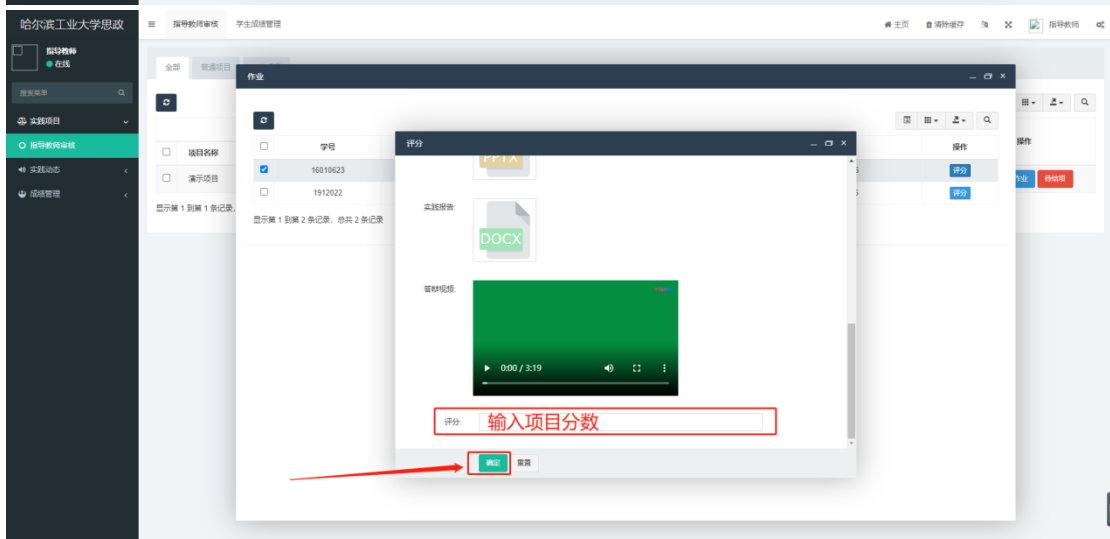 哈尔滨工业大学思政
指导教师审核 学生成绩管理
主页 清除缓存 指导教师
指导教师
在线
搜索菜单
实践项目
指导教师审核
实践动态
成绩管理
全部 普通项目
项目名称 操作
演示项目 作业 待结项
显示第 1 到第 1 条记录,
作业
学号 操作
16010623 评分
1912022 评分
显示第 1 到第 2 条记录，总共 2 条记录
评分
PPTX
实践报告:
DOCX
答辩视频:
0:00 / 3:19
评分: 输入项目分数
确定 重置